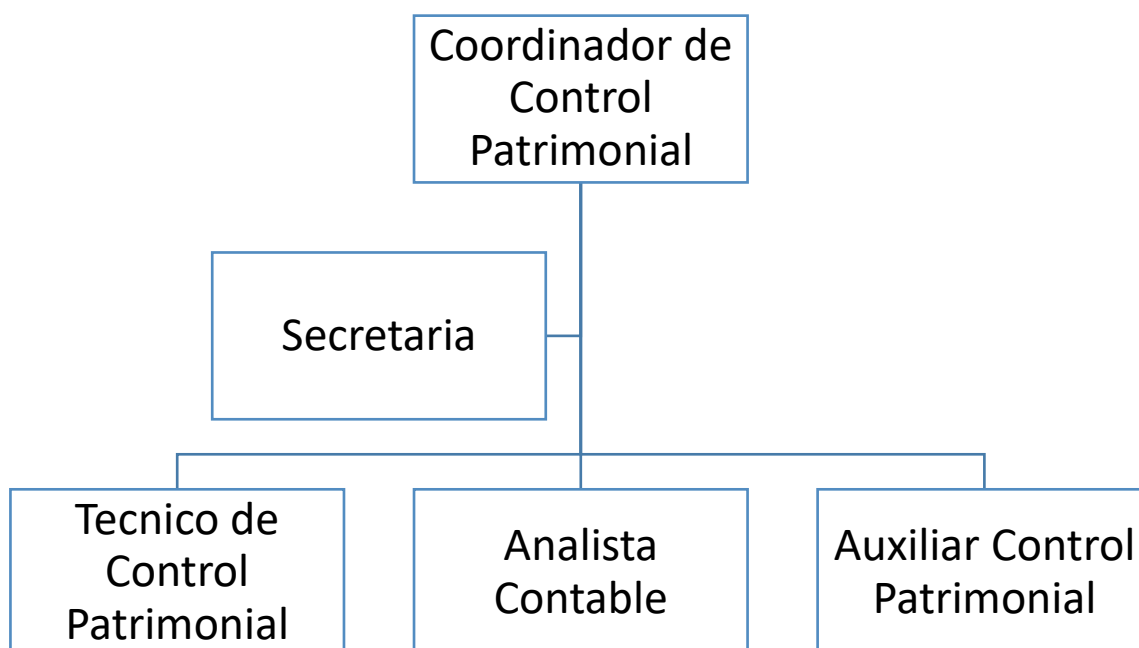 Coordinador de
Control
Patrimonial
Secretaria
Tecnico de
Control
Patrimonial
Analista
Contable
Auxiliar Control
Patrimonial